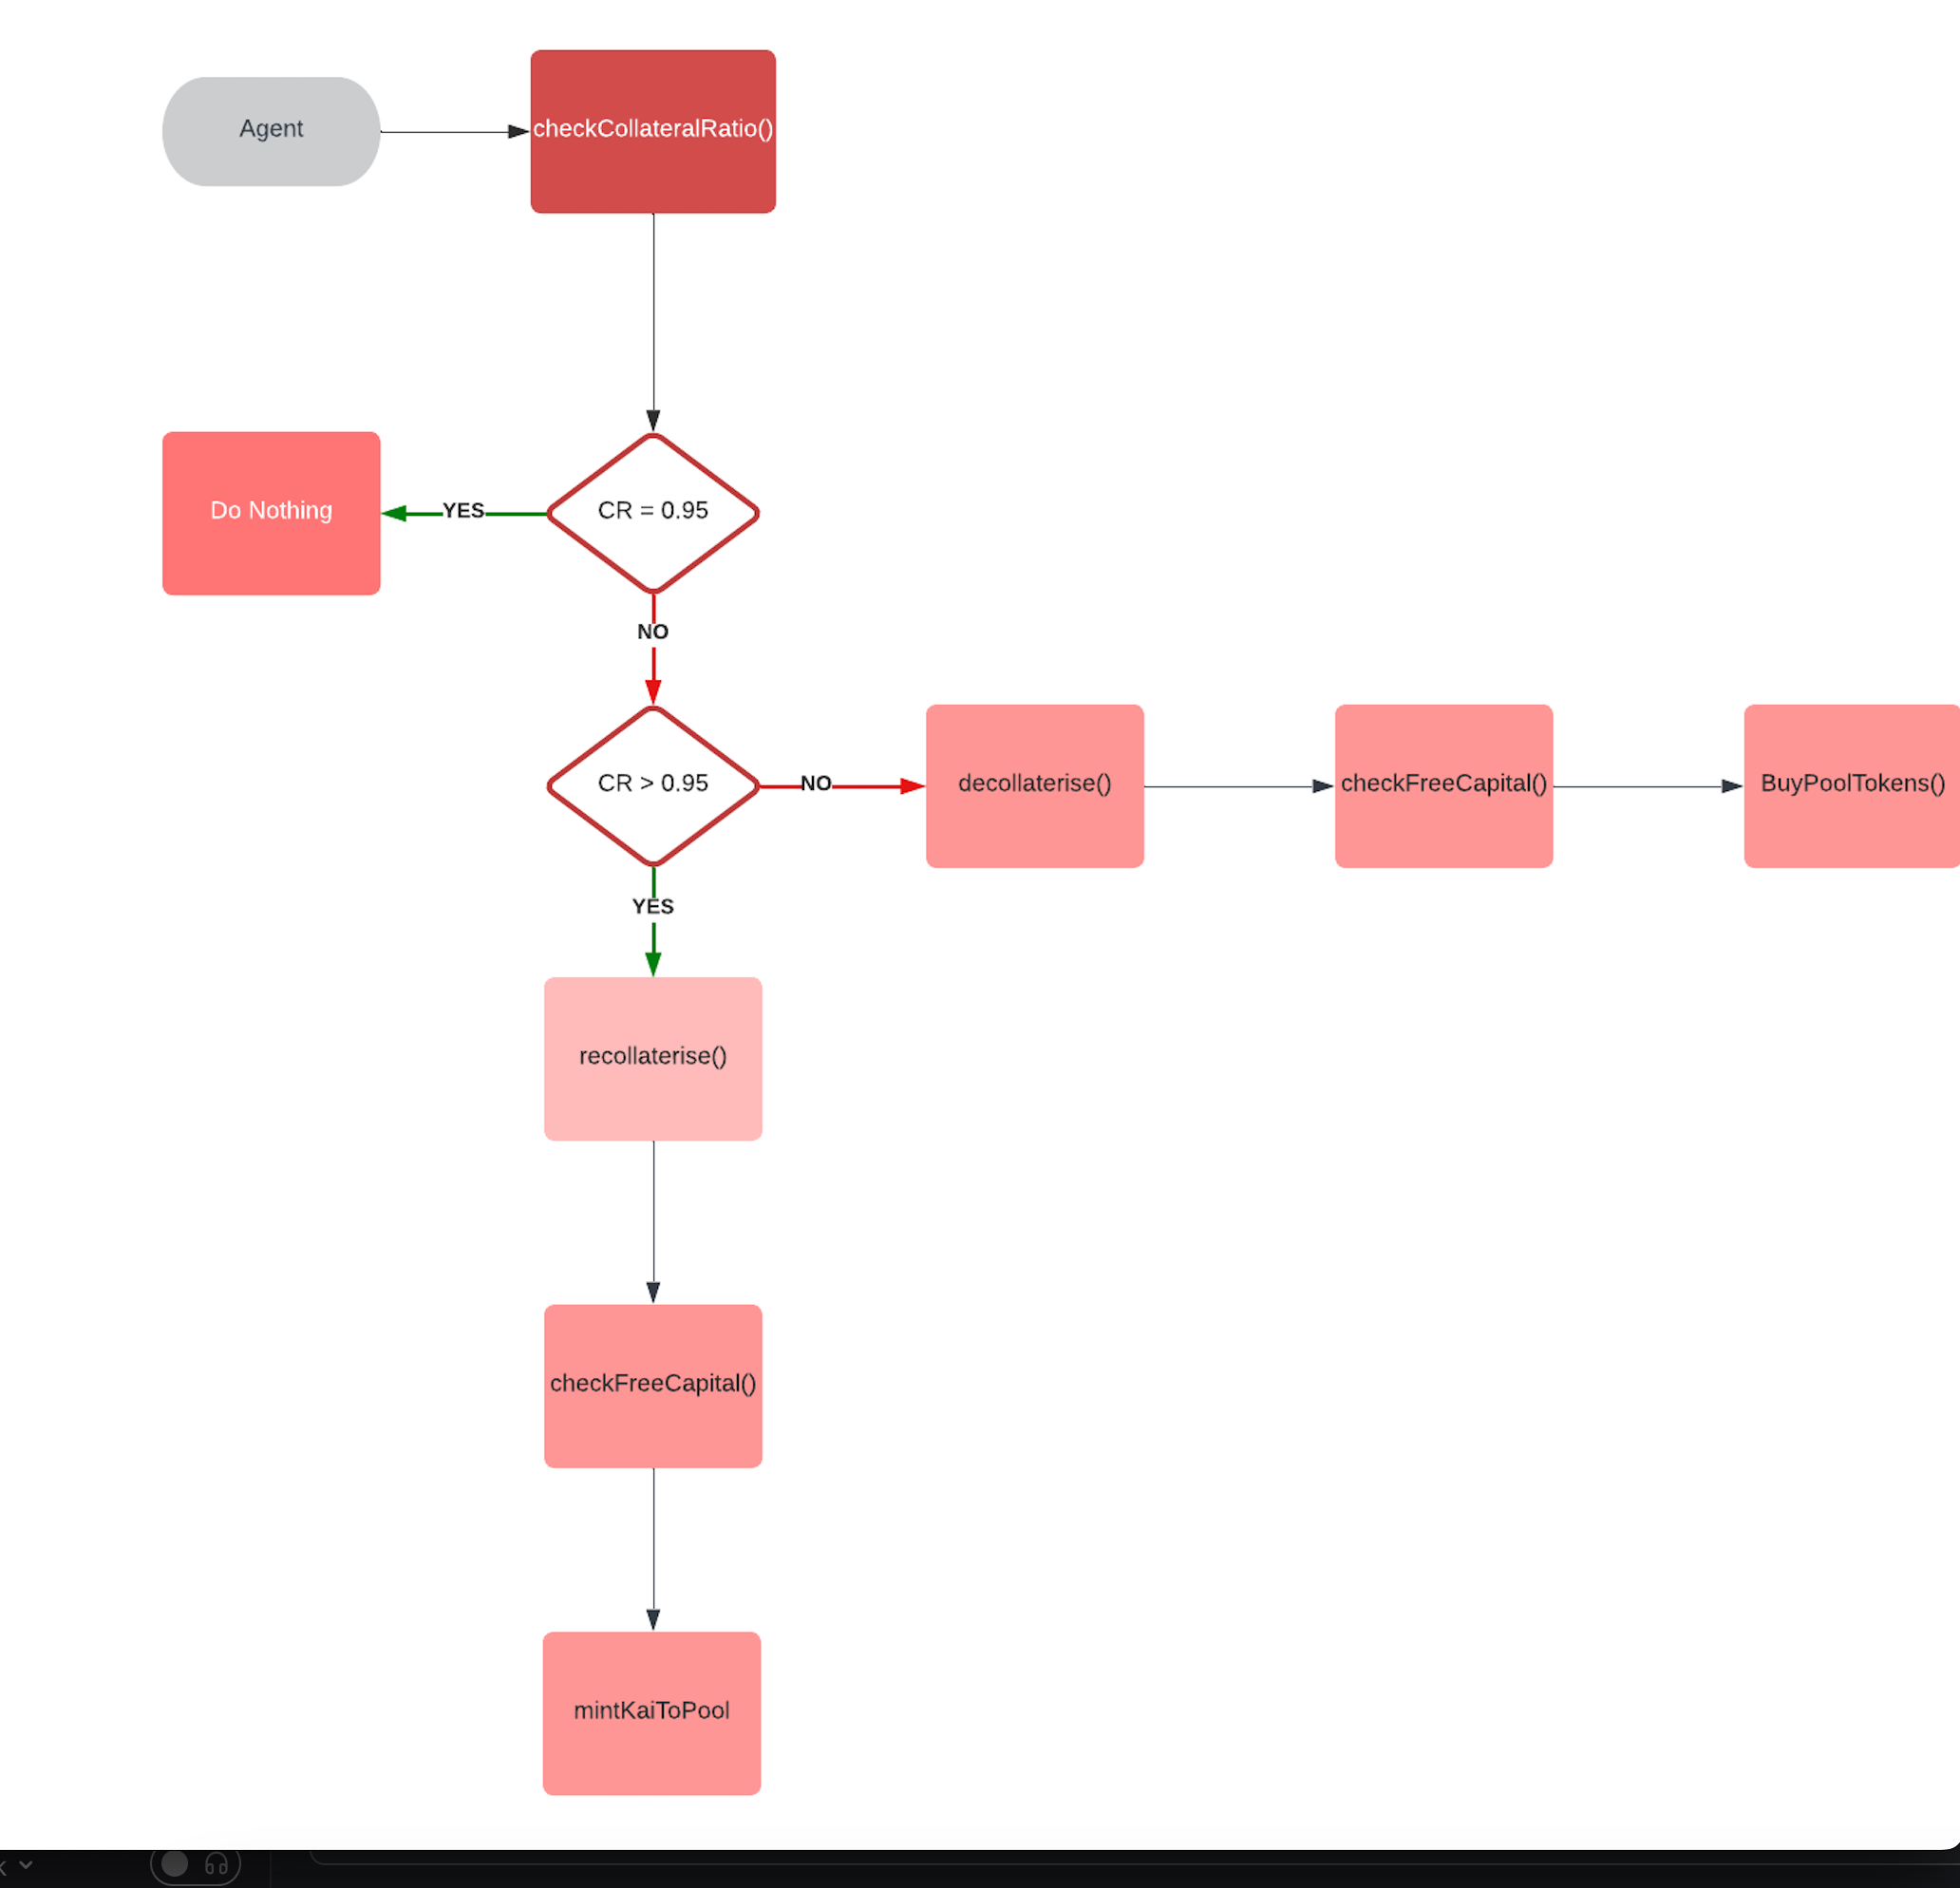 Agent
checkCollateralRatio()
Do Nothing
YES
CR = 0.95
NO
CR > 0.95
NO
decollaterise()
checkFreeCapital()
BuyPoolTokens()
YES
recollaterise()
checkFreeCapital()
mintKaiToPool